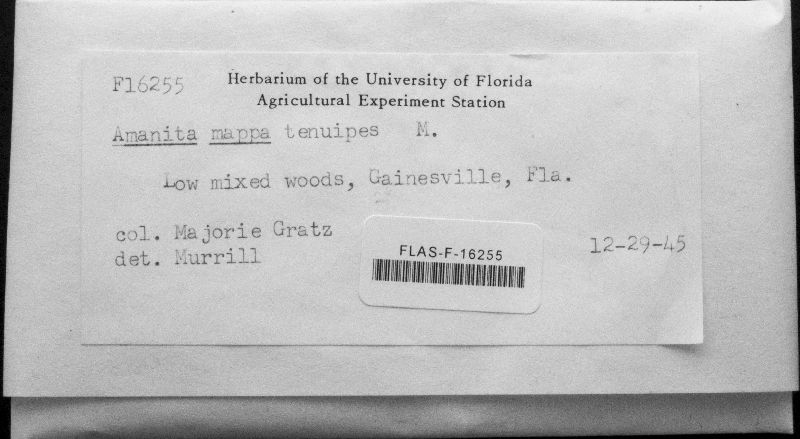 F16255 Herbarium of the University of Florida
Agricultural Experiment Station
Amanita mappa tenuipes M.
Low mixed woods, Gainesville, Fla.
col. Majorie Gratz
det. Murrill
12-29-45
FLAS-F-16255